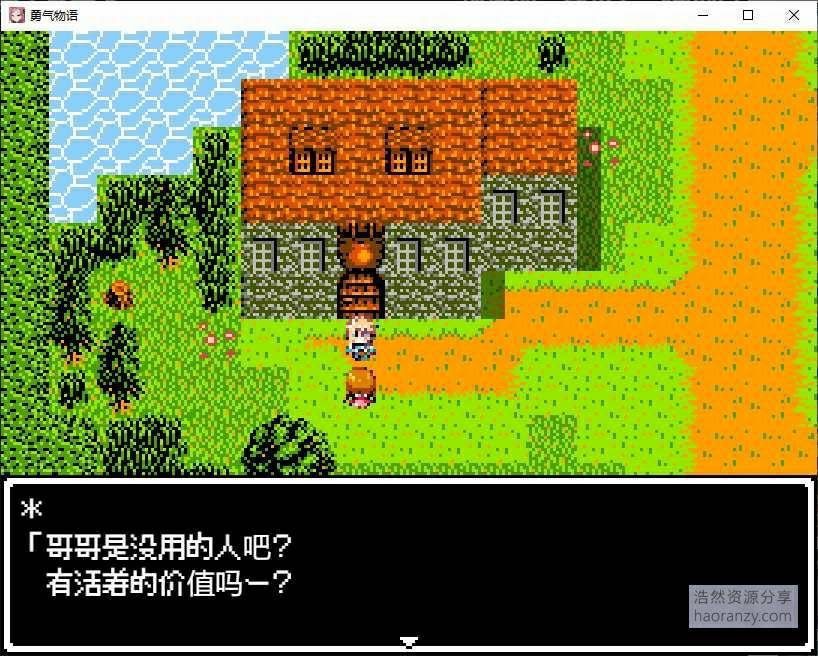 勇气物语
*
「哥哥是没用的人吧?
有活着的价值吗ー?
浩然资源分享
haoranzy.com